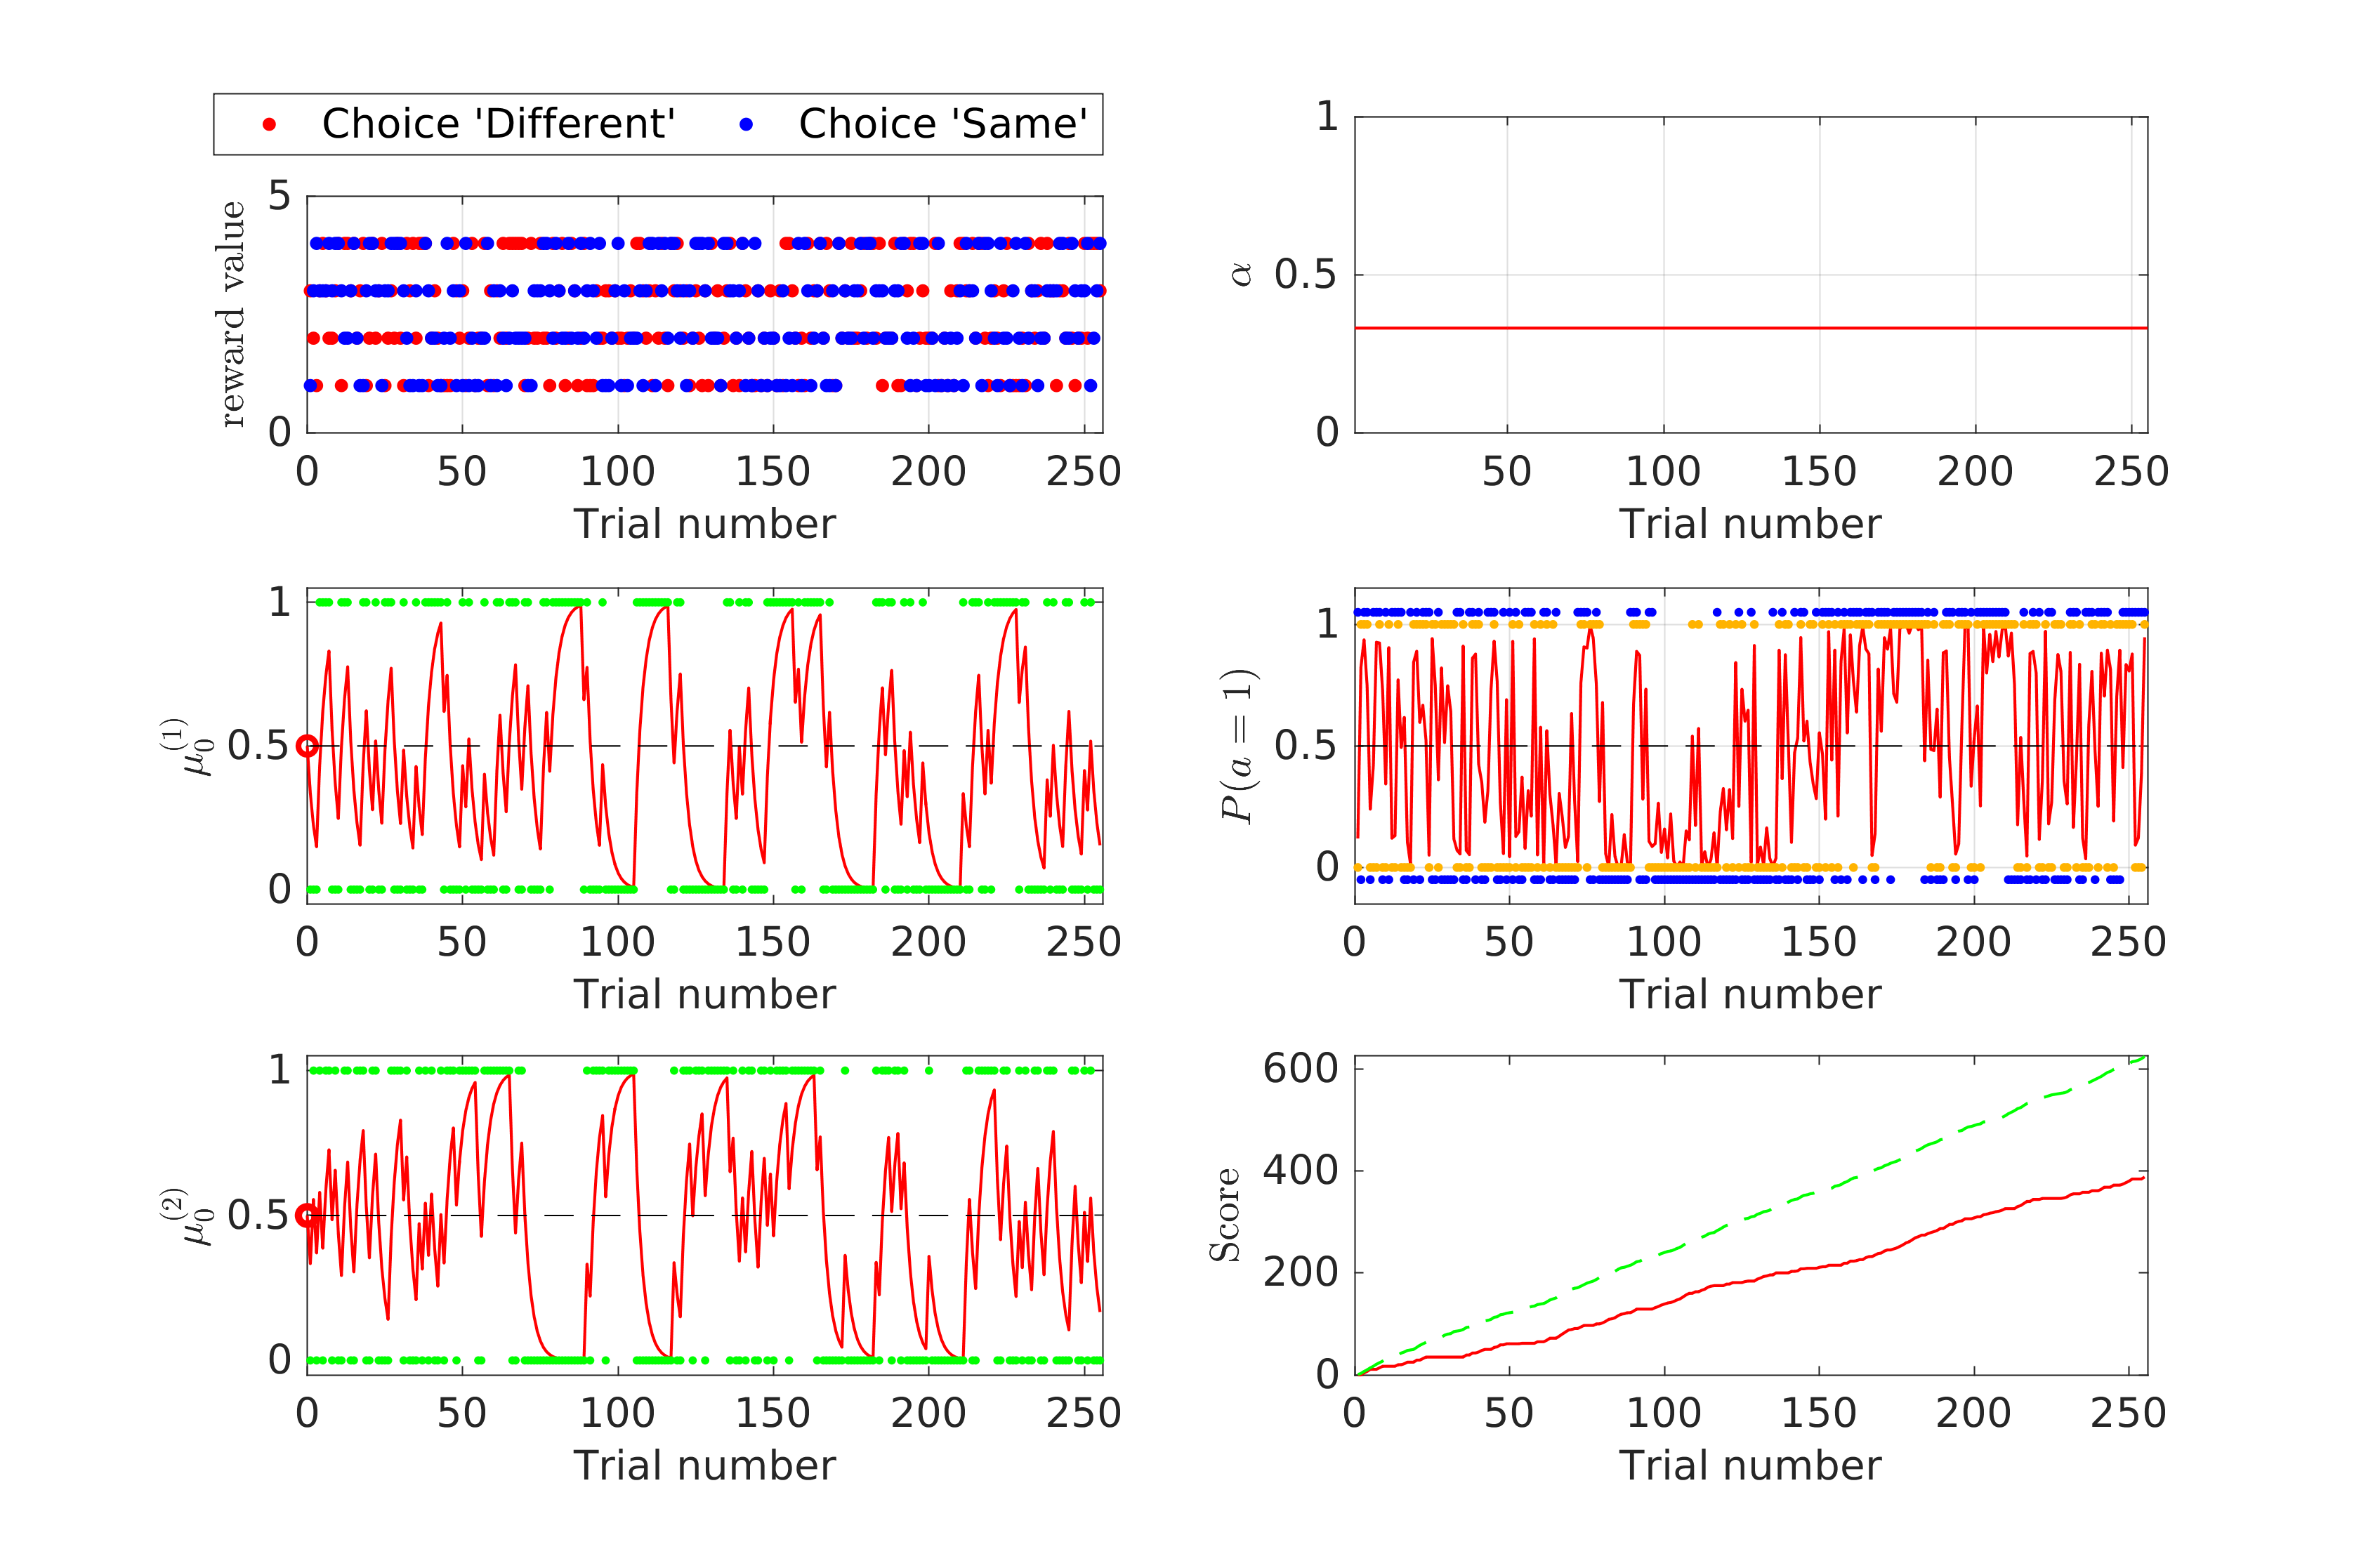 Choice 'Different' Choice 'Same'
reward value
5
0
0 50 100 150 200 250
Trial number
α
1
0.5
0
50 100 150 200 250
Trial number
μ₀⁽¹⁾
1
0.5
0
0 50 100 150 200 250
Trial number
P(a = 1)
1
0.5
0
0 50 100 150 200 250
Trial number
μ₀⁽²⁾
1
0.5
0
0 50 100 150 200 250
Trial number
Score
600
400
200
0
0 50 100 150 200 250
Trial number